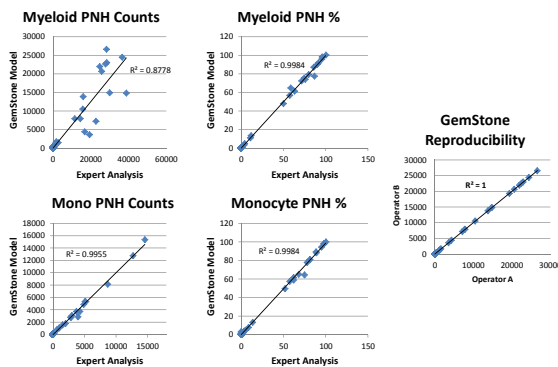 Myeloid PNH Counts
GemStone Model
30000
25000
20000
15000
10000
5000
0
R² = 0.8778
0
20000
40000
60000
Expert Analysis
Myeloid PNH %
GemStone Model
120
100
80
60
40
20
0
R² = 0.9984
0
50
100
150
Expert Analysis
Mono PNH Counts
GemStone Model
18000
16000
14000
12000
10000
8000
6000
4000
2000
0
R² = 0.9955
0
5000
10000
15000
Expert Analysis
Monocyte PNH %
GemStone Model
120
100
80
60
40
20
0
R² = 0.9984
0
50
100
150
Expert Analysis
GemStone
Reproducibility
Operator B
30000
25000
20000
15000
10000
5000
0
R² = 1
0
10000
20000
30000
Operator A